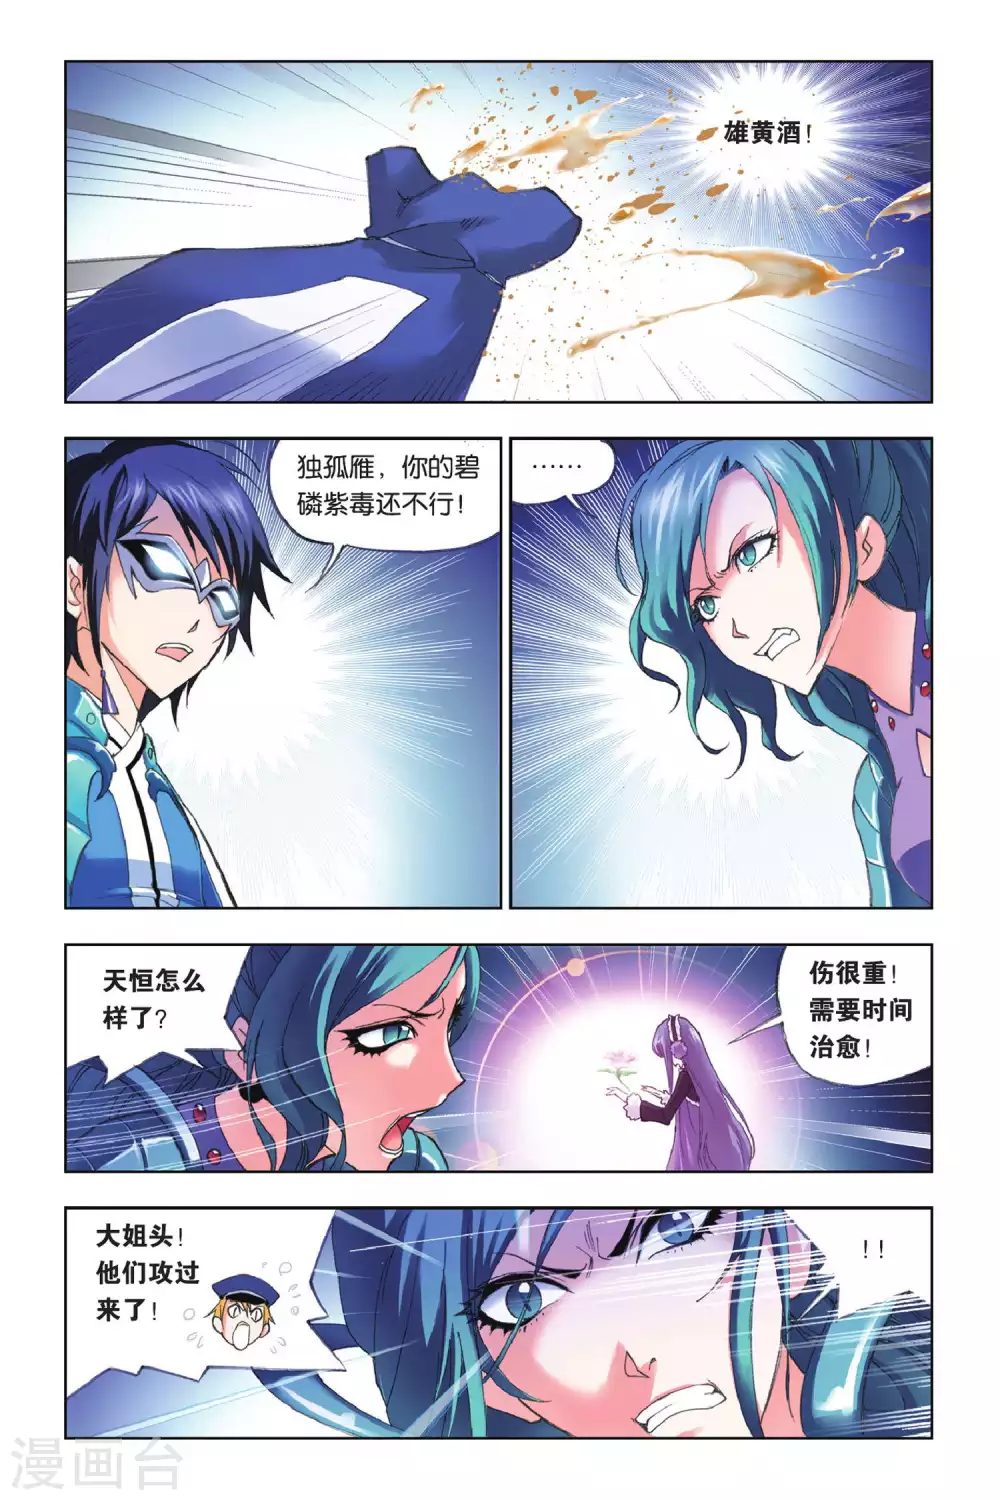 雄黄酒！
独孤雁，你的碧
磷紫毒还不行！
……
天恒怎么
样了？
伤很重！
需要时间
治愈！
大姐头！
他们攻过
来了！
！！
漫画台